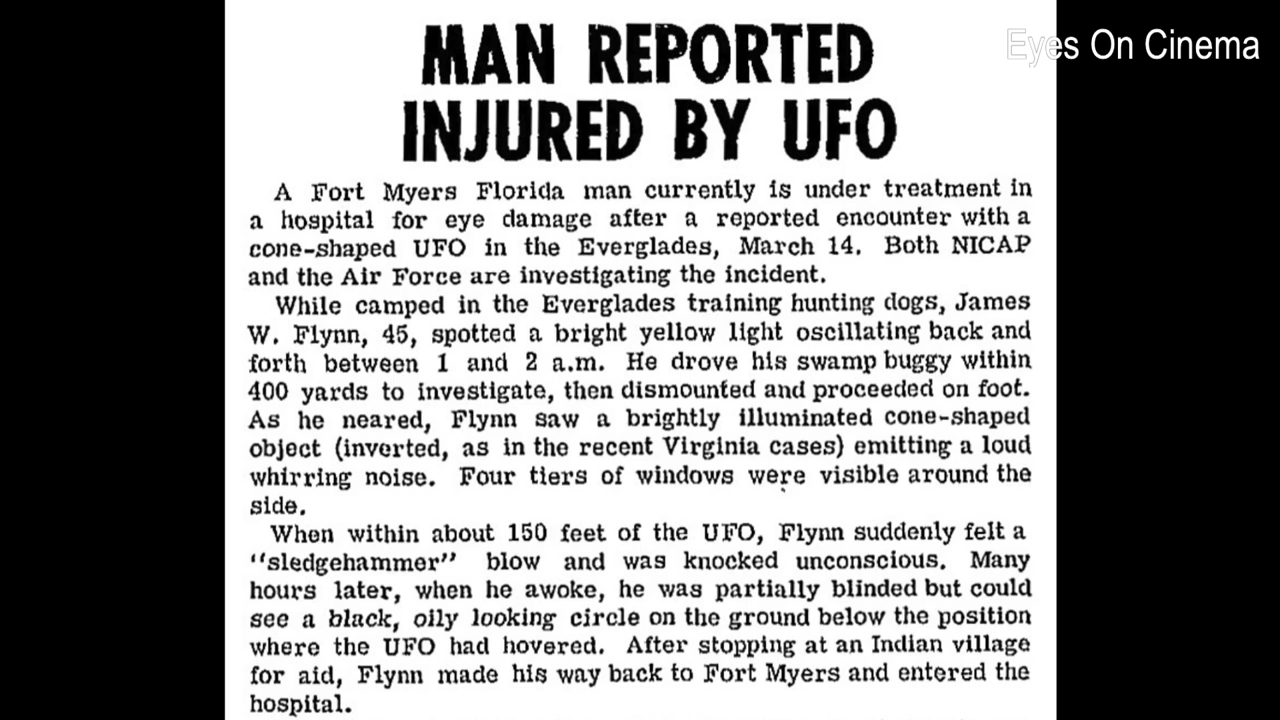 Eyes On Cinema
MAN REPORTED
INJURED BY UFO
A Fort Myers Florida man currently is under treatment in
a hospital for eye damage after a reported encounter with a
cone-shaped UFO in the Everglades, March 14. Both NICAP
and the Air Force are investigating the incident.
While camped in the Everglades training hunting dogs, James
W. Flynn, 45, spotted a bright yellow light oscillating back and
forth between 1 and 2 a.m. He drove his swamp buggy within
400 yards to investigate, then dismounted and proceeded on foot.
As he neared, Flynn saw a brightly illuminated cone-shaped
object (inverted, as in the recent Virginia cases) emitting a loud
whirring noise. Four tiers of windows were visible around the
side.
When within about 150 feet of the UFO, Flynn suddenly felt a
"sledgehammer" blow and was knocked unconscious. Many
hours later, when he awoke, he was partially blinded but could
see a black, oily looking circle on the ground below the position
where the UFO had hovered. After stopping at an Indian village
for aid, Flynn made his way back to Fort Myers and entered the
hospital.